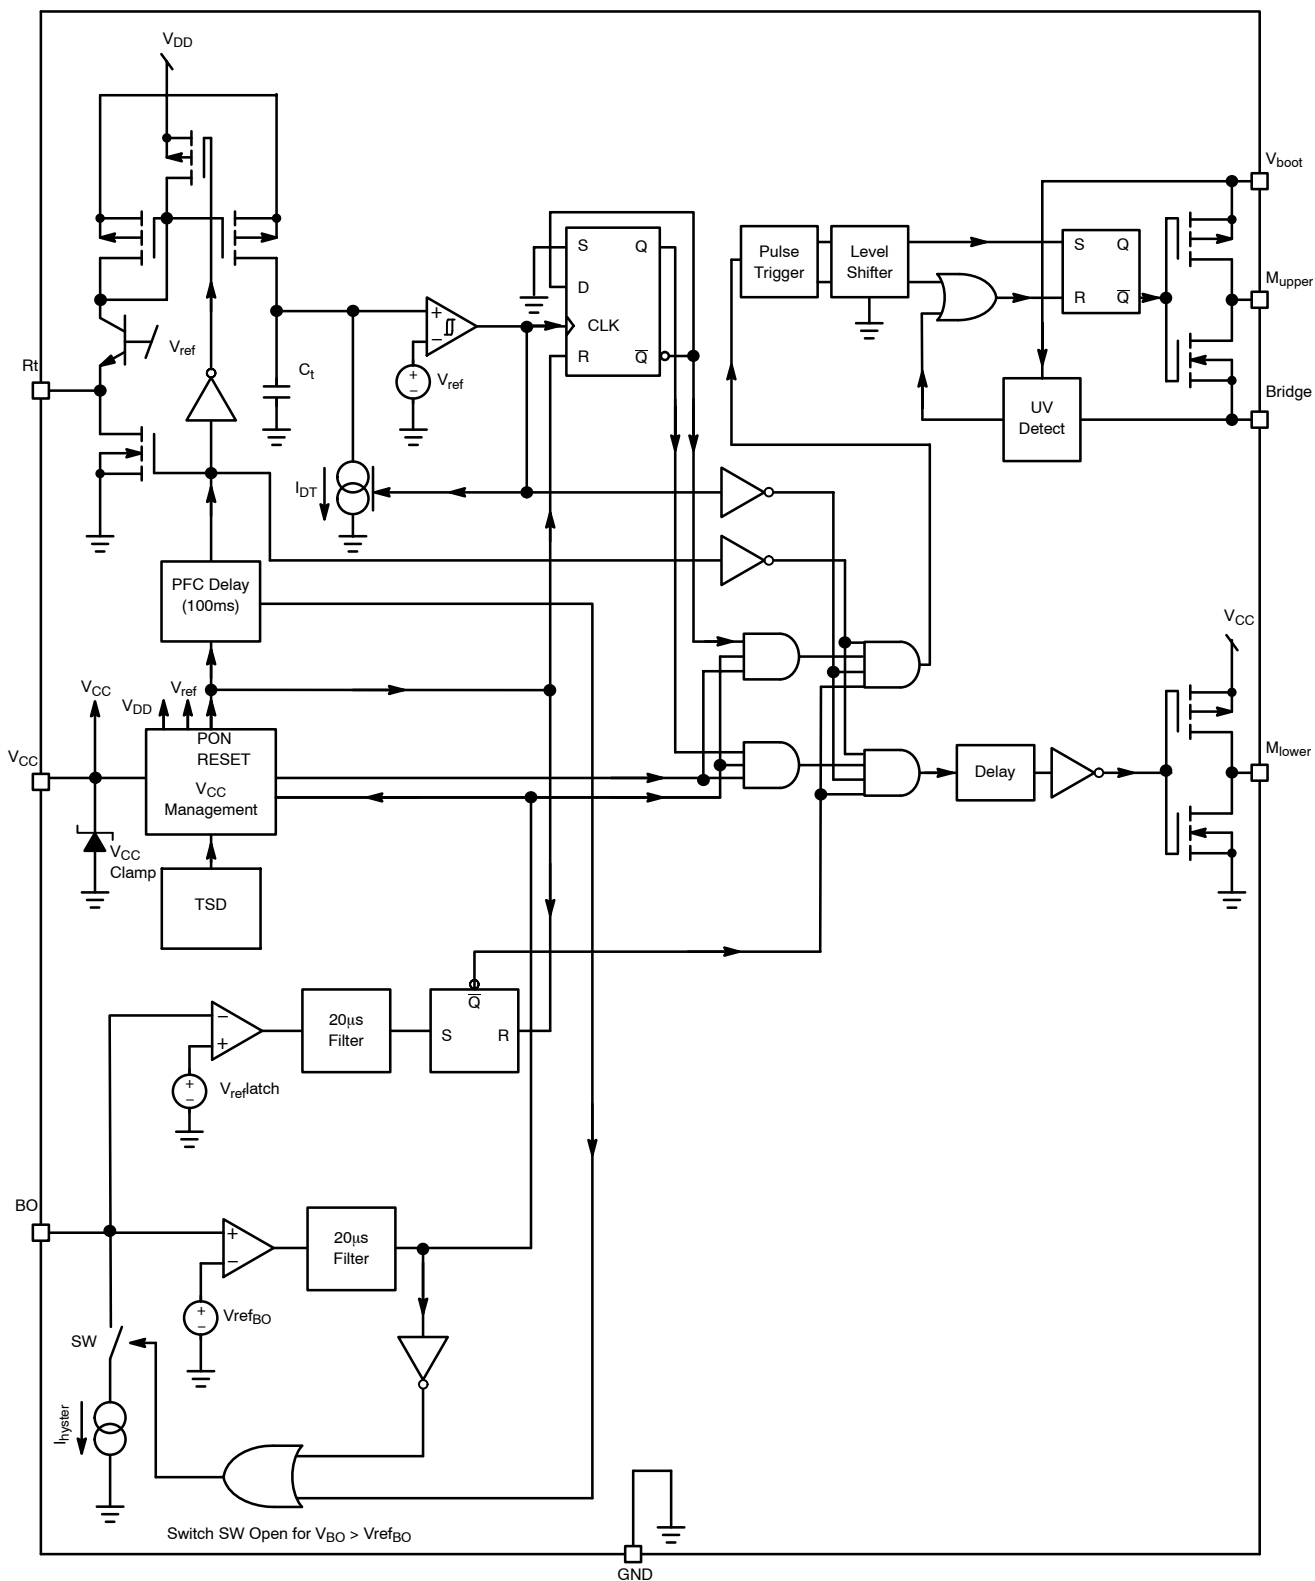 VDD
Vboot
S
Q
D
CLK
R
Q
Pulse
Trigger
Level
Shifter
S
Q
R
Q
Mupper
Vref
Rt
Ct
+
−
+
−
Vref
UV
Detect
Bridge
IDT
PFC Delay
(100ms)
VCC
VCC
Vref
VDD
VCC
PON
RESET
VCC
Management
Mlower
Delay
VCC
Clamp
TSD
−
+
20μs
Filter
Q
S
R
+
−
Vreflatch
BO
+
−
20μs
Filter
+
−
VrefBO
SW
Ihyster
Switch SW Open for VBO > VrefBO
GND